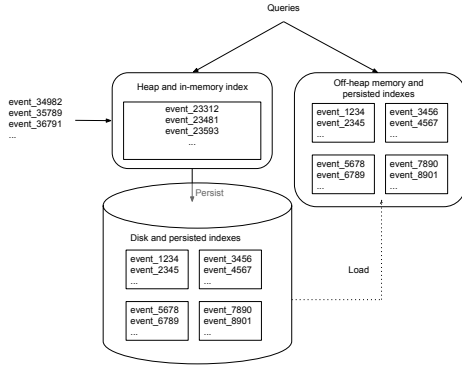 Queries
Heap and in-memory index
event_23312
event_23481
event_23593
...
Off-heap memory and
persisted indexes
event_1234
event_2345
...
event_3456
event_4567
...
event_5678
event_6789
...
event_7890
event_8901
...
event_34982
event_35789
event_36791
...
Persist
Disk and persisted indexes
event_1234
event_2345
...
event_3456
event_4567
...
event_5678
event_6789
...
event_7890
event_8901
...
Load